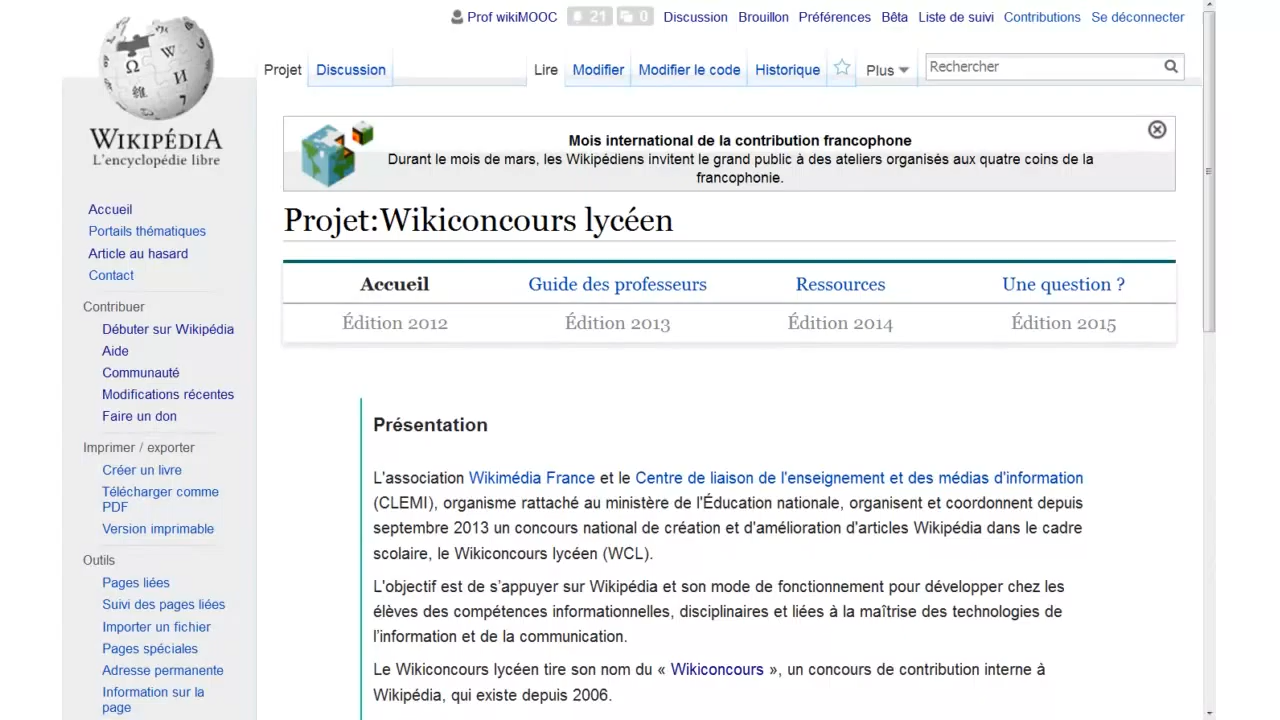 Prof wikiMOOC 21 0 Discussion Brouillon Préférences Bêta Liste de suivi Contributions Se déconnecter
Projet Discussion Lire Modifier Modifier le code Historique Plus Rechercher
WIKIPÉDIA
L'encyclopédie libre
Accueil
Portails thématiques
Article au hasard
Contact
Contribuer
Débuter sur Wikipédia
Aide
Communauté
Modifications récentes
Faire un don
Imprimer / exporter
Créer un livre
Télécharger comme
PDF
Version imprimable
Outils
Pages liées
Suivi des pages liées
Importer un fichier
Pages spéciales
Adresse permanente
Information sur la
page
Mois international de la contribution francophone
Durant le mois de mars, les Wikipédiens invitent le grand public à des ateliers organisés aux quatre coins de la
francophonie.
Projet:Wikiconcours lycéen
Accueil Guide des professeurs Ressources Une question ?
Édition 2012 Édition 2013 Édition 2014 Édition 2015
Présentation
L'association Wikimédia France et le Centre de liaison de l'enseignement et des médias d'information
(CLEMI), organisme rattaché au ministère de l'Éducation nationale, organisent et coordonnent depuis
septembre 2013 un concours national de création et d'amélioration d'articles Wikipédia dans le cadre
scolaire, le Wikiconcours lycéen (WCL).
L'objectif est de s’appuyer sur Wikipédia et son mode de fonctionnement pour développer chez les
élèves des compétences informationnelles, disciplinaires et liées à la maîtrise des technologies de
l’information et de la communication.
Le Wikiconcours lycéen tire son nom du « Wikiconcours », un concours de contribution interne à
Wikipédia, qui existe depuis 2006.